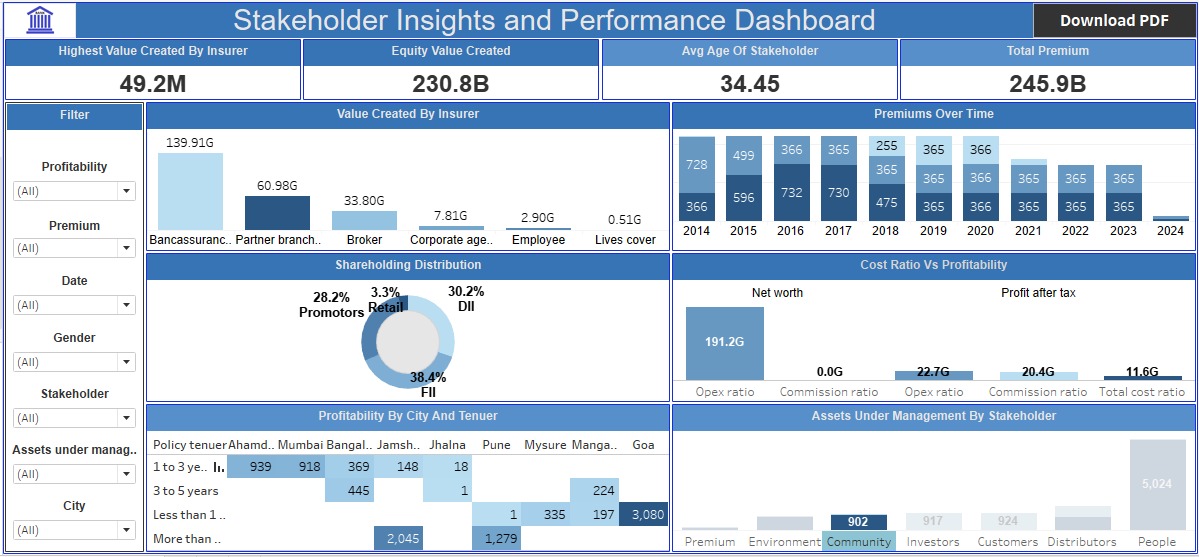 Stakeholder Insights and Performance Dashboard
Download PDF
Highest Value Created By Insurer
49.2M
Equity Value Created
230.8B
Avg Age Of Stakeholder
34.45
Total Premium
245.9B
Filter
Profitability
(All)
Premium
(All)
Date
(All)
Gender
(All)
Stakeholder
(All)
Assets under manag..
(All)
City
(All)
Value Created By Insurer
139.91G 60.98G 33.80G 7.81G 2.90G 0.51G
Bancassuranc.. Partner branch.. Broker Corporate age.. Employee Lives cover
Premiums Over Time
728 499 366 365 255 365 366
365 365 366 365 365 365
366 596 732 730 475 365 365 365 365 365
2014 2015 2016 2017 2018 2019 2020 2021 2022 2023 2024
Shareholding Distribution
28.2%
Promotors
3.3%
Retail
30.2%
DII
38.4%
FII
Cost Ratio Vs Profitability
Net worth Profit after tax
191.2G 0.0G 22.7G 20.4G 11.6G
Opex ratio Commission ratio Opex ratio Commission ratio Total cost ratio
Profitability By City And Tenuer
Policy tenuer Ahamd.. Mumbai Bangal.. Jamsh.. Jhalna Pune Mysure Manga.. Goa
1 to 3 ye.. 939 918 369 148 18
3 to 5 years 445 1 224
Less than 1 .. 1 335 197 3,080
More than .. 2,045 1,279
Assets Under Management By Stakeholder
902 917 924 5,024
Premium Environment Community Investors Customers Distributors People